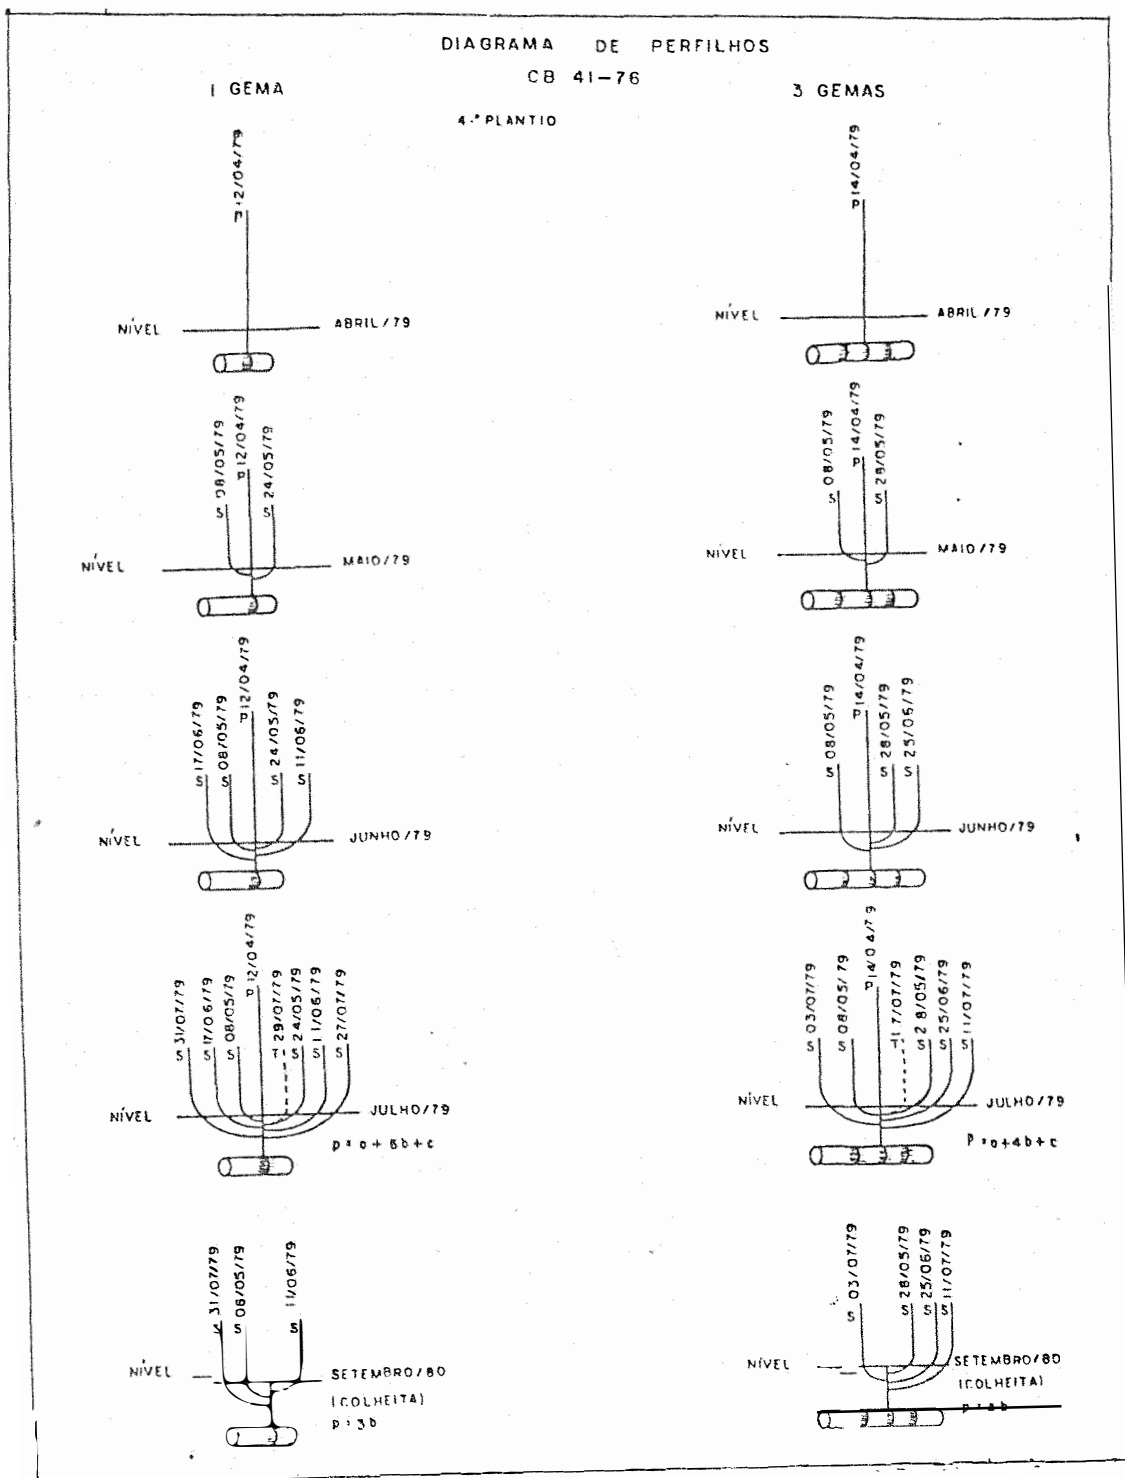 DIAGRAMA DE PERFILHOS
CB 41-76
1 GEMA
3 GEMAS
4.º PLANTIO
P 12/04/79
NÍVEL
ABRIL/79
P 14/04/79
NÍVEL
ABRIL/79
S 08/05/79
P 12/04/79
S 24/05/79
NÍVEL
MAIO/79
S 08/05/79
P 14/04/79
S 28/05/79
NÍVEL
MAIO/79
S 17/06/79
S 08/05/79
P 12/04/79
S 24/05/79
S 11/06/79
NÍVEL
JUNHO/79
S 08/05/79
P 14/04/79
S 28/05/79
S 25/06/79
NÍVEL
JUNHO/79
S 31/07/79
S 17/06/79
S 08/05/79
P 12/04/79
T 29/07/79
S 24/05/79
S 11/06/79
S 27/07/79
NÍVEL
JULHO/79
S 03/07/79
S 08/05/79
P 14/04/79
T 17/07/79
S 28/05/79
S 25/06/79
S 11/07/79
NÍVEL
JULHO/79
p = a + 4b + c
S 31/07/79
S 08/05/79
S 11/06/79
NÍVEL
SETEMBRO/80
(COLHEITA)
p = 3b
S 03/07/79
S 28/05/79
S 25/06/79
S 11/07/79
NÍVEL
SETEMBRO/80
(COLHEITA)